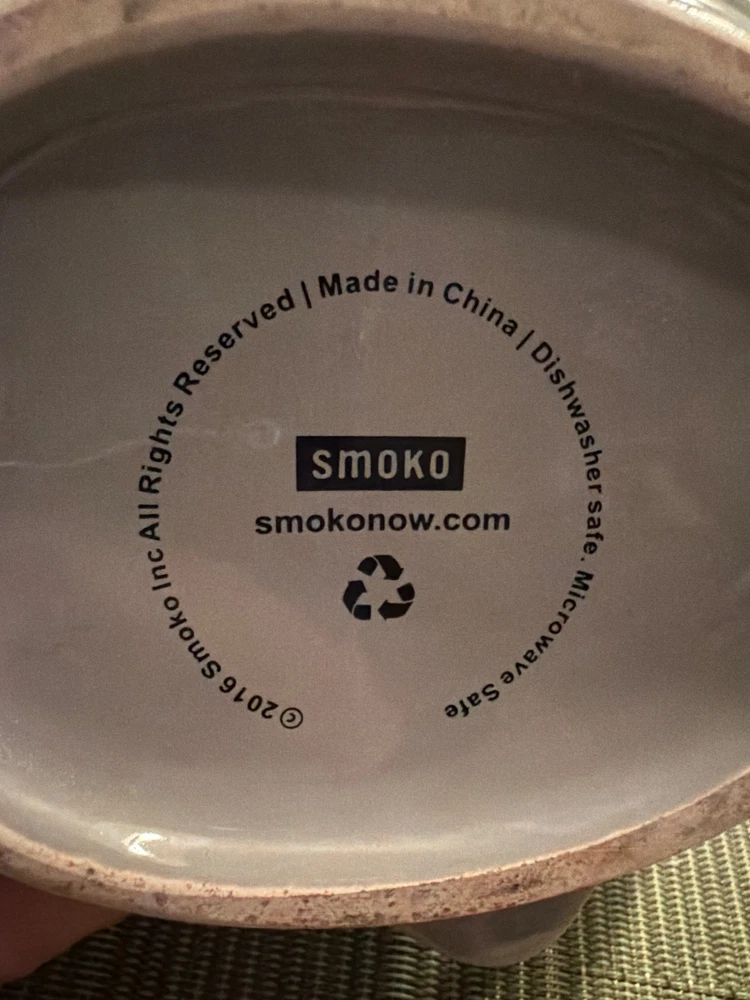 © 2016 Smoko Inc All Rights Reserved | Made in China | Dishwasher safe. Microwave Safe
SMOKO
smokonow.com